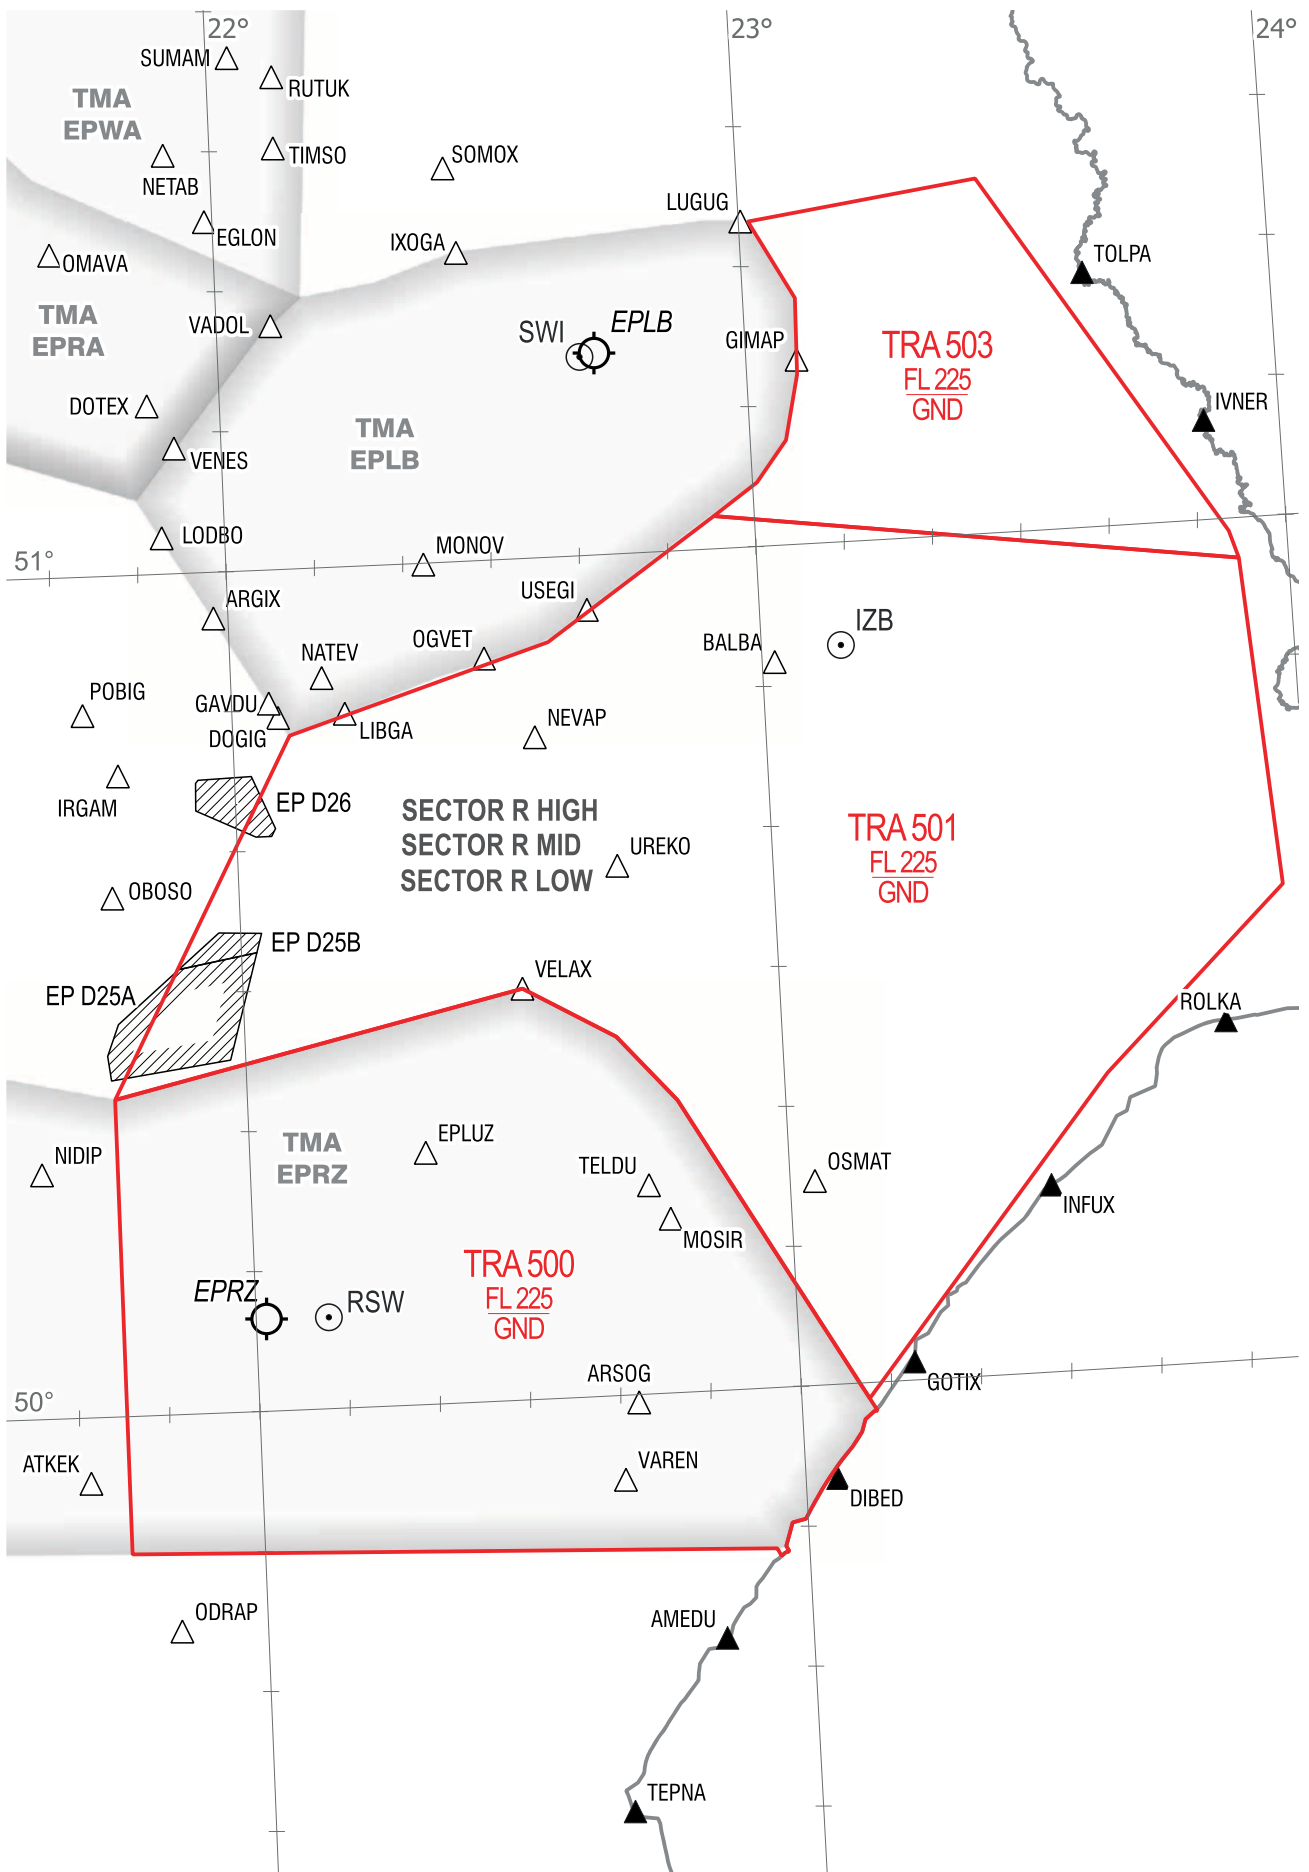 22°
23°
24°
SUMAM
RUTUK
TMA
EPWA
TIMSO
SOMOX
NETAB
LUGUG
EGLON
IXOGA
OMAVA
TOLPA
TMA
EPRA
VADOL
SWI
EPLB
GIMAP
TRA 503
FL 225
GND
DOTEX
IVNER
TMA
EPLB
VENES
LODBO
MONOV
51°
ARGIX
USEGI
IZB
OGVET
BALBA
NATEV
POBIG
GAVDU
DOGIG
LIBGA
NEVAP
IRGAM
EP D26
SECTOR R HIGH
SECTOR R MID
SECTOR R LOW
TRA 501
FL 225
GND
UREKO
OBOSO
EP D25B
VELAX
EP D25A
ROLKA
EPLUZ
TMA
EPRZ
NIDIP
TELDU
OSMAT
INFUX
MOSIR
TRA 500
FL 225
GND
EPRZ
RSW
ARSOG
GOTIX
50°
ATKEK
VAREN
DIBED
ODRAP
AMEDU
TEPNA